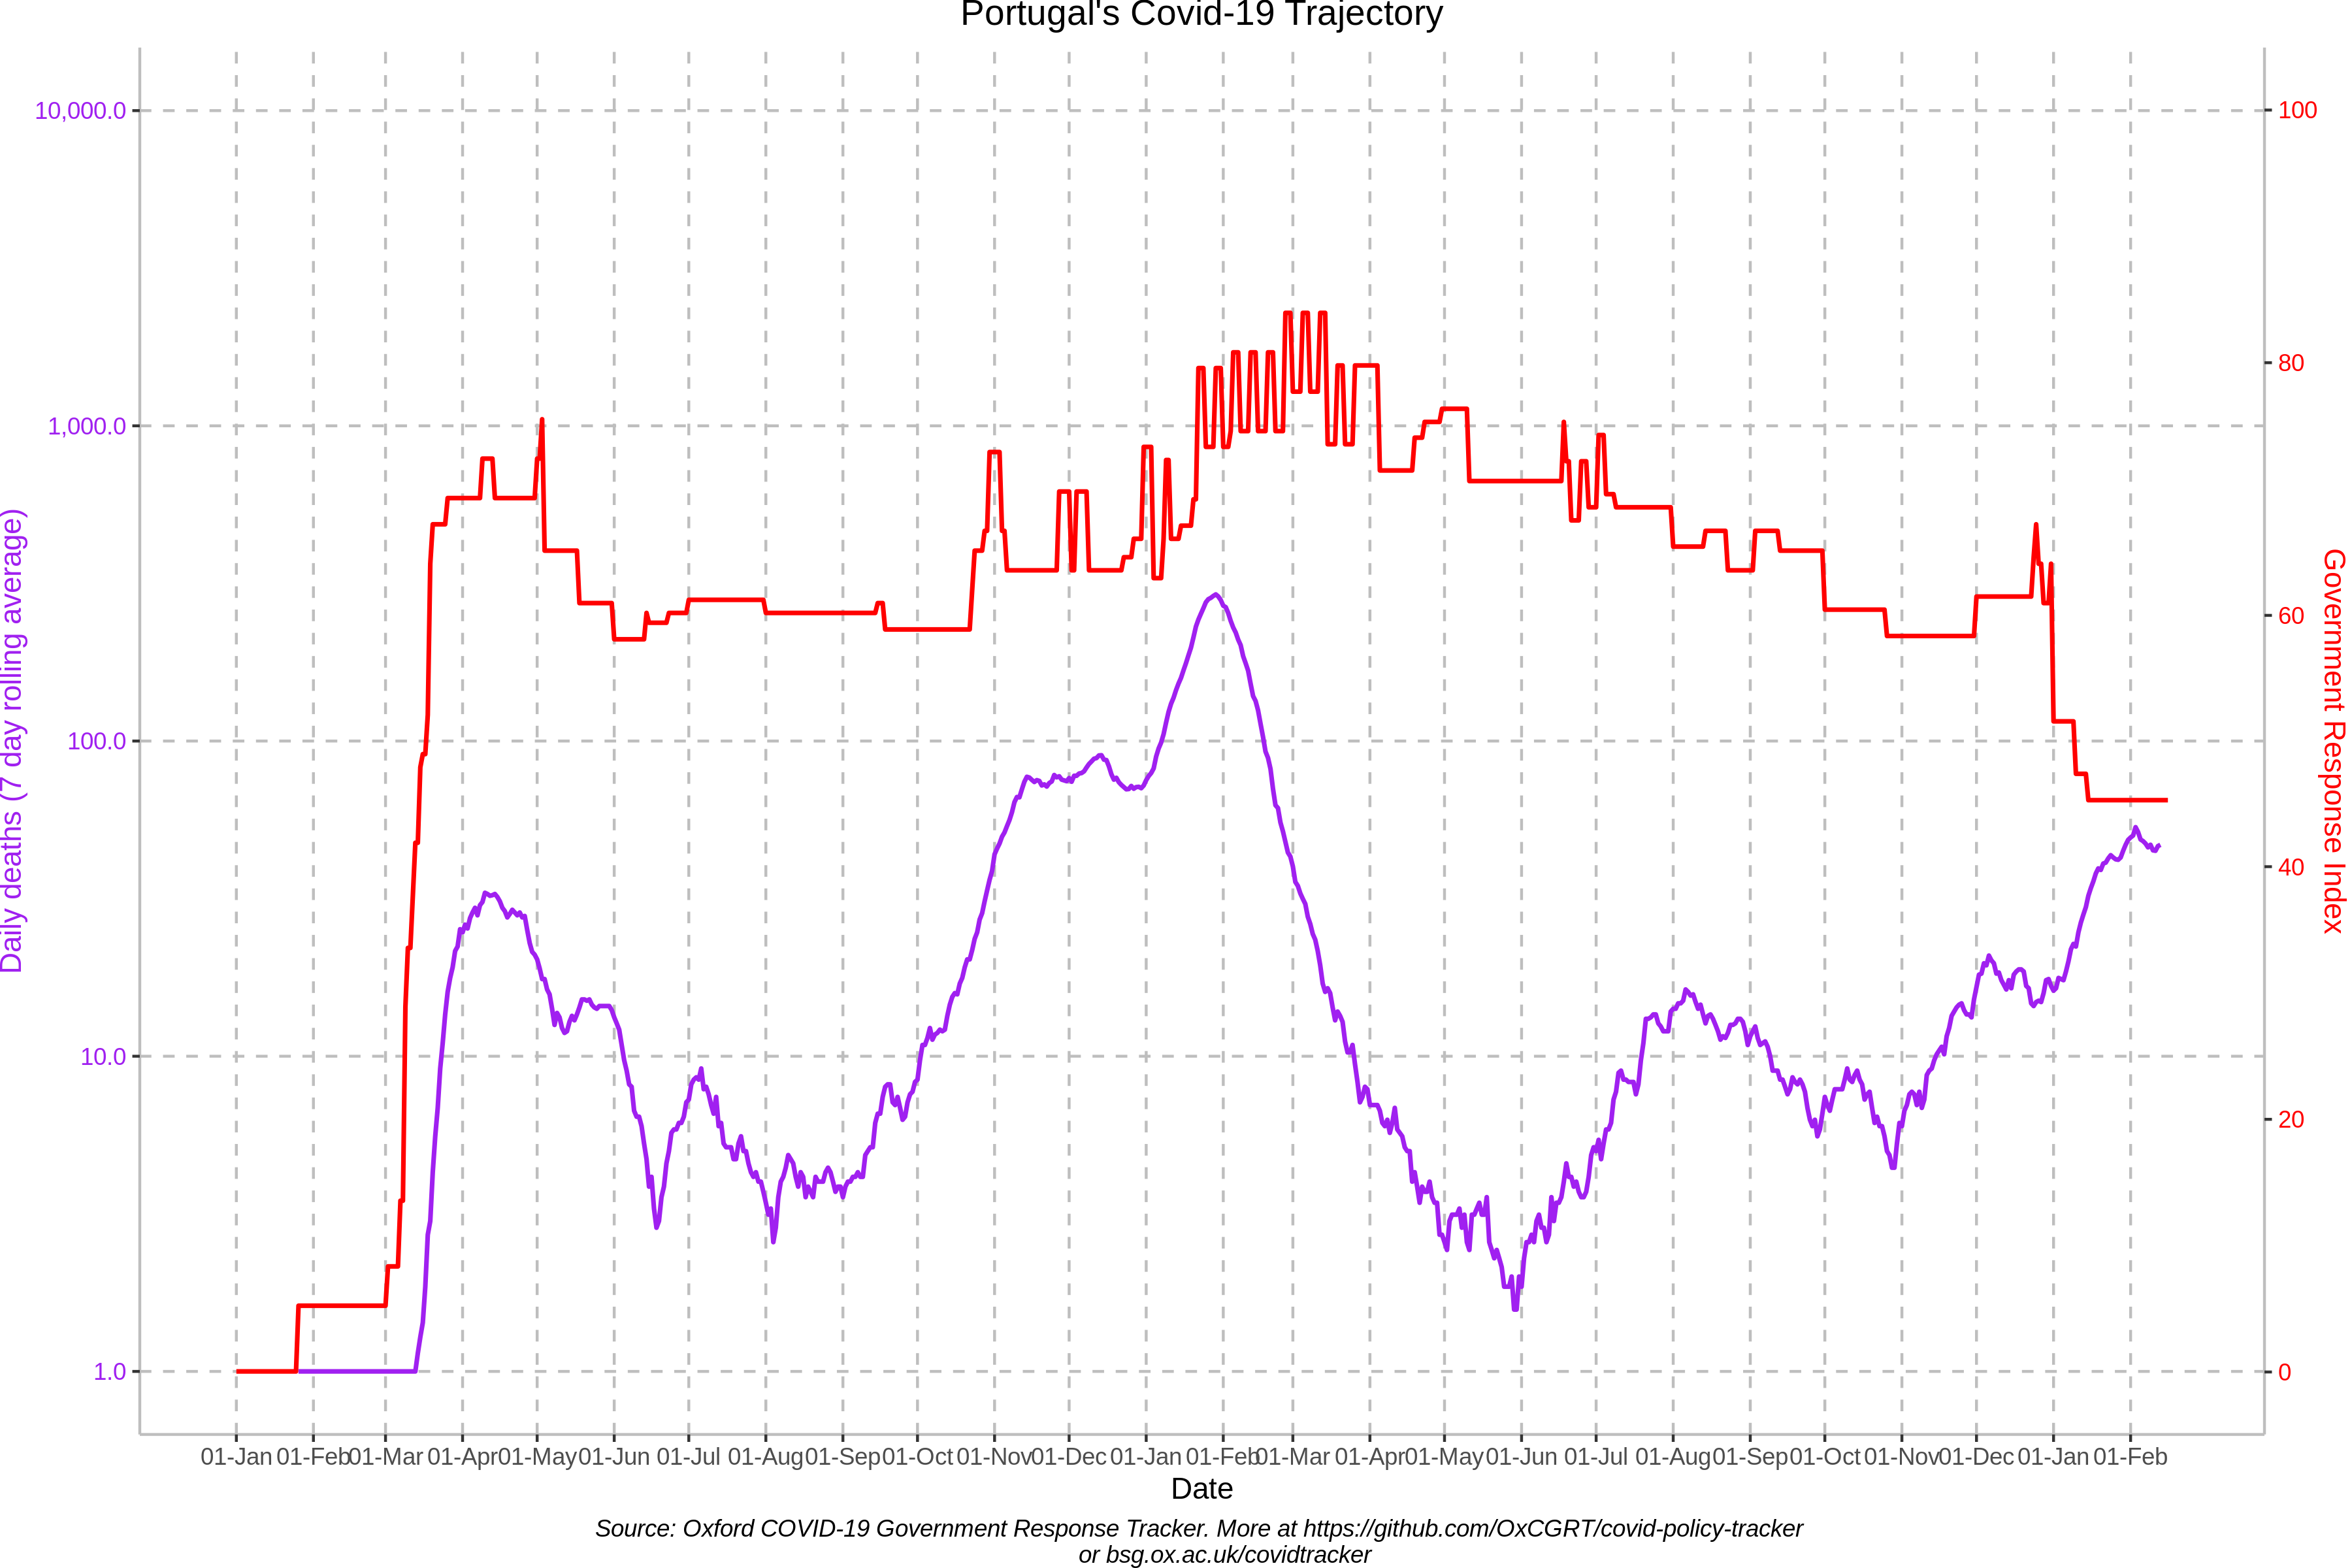 Portugal's Covid-19 Trajectory
10,000.0
1,000.0
100.0
10.0
1.0
Daily deaths (7 day rolling average)
100
80
60
40
20
0
Government Response Index
01-Jan 01-Feb 01-Mar 01-Apr 01-May 01-Jun 01-Jul 01-Aug 01-Sep 01-Oct 01-Nov 01-Dec 01-Jan 01-Feb 01-Mar 01-Apr 01-May 01-Jun 01-Jul 01-Aug 01-Sep 01-Oct 01-Nov 01-Dec 01-Jan 01-Feb
Date
Source: Oxford COVID-19 Government Response Tracker. More at https://github.com/OxCGRT/covid-policy-tracker
or bsg.ox.ac.uk/covidtracker